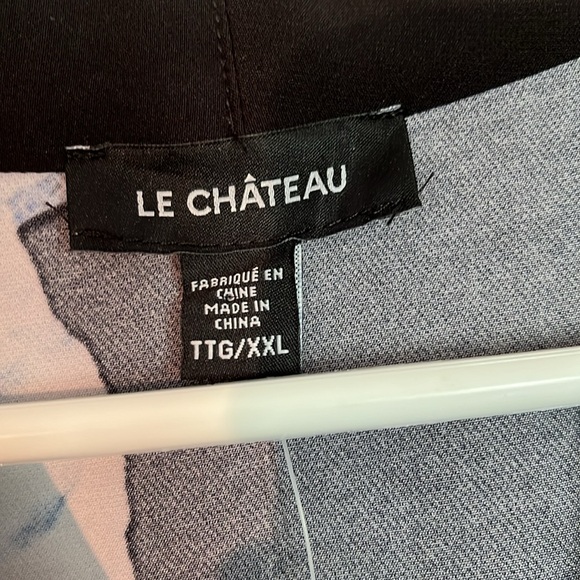 LE CHÂTEAU
FABRIQUÉ EN
CHINE
MADE IN
CHINA
TTG/XXL